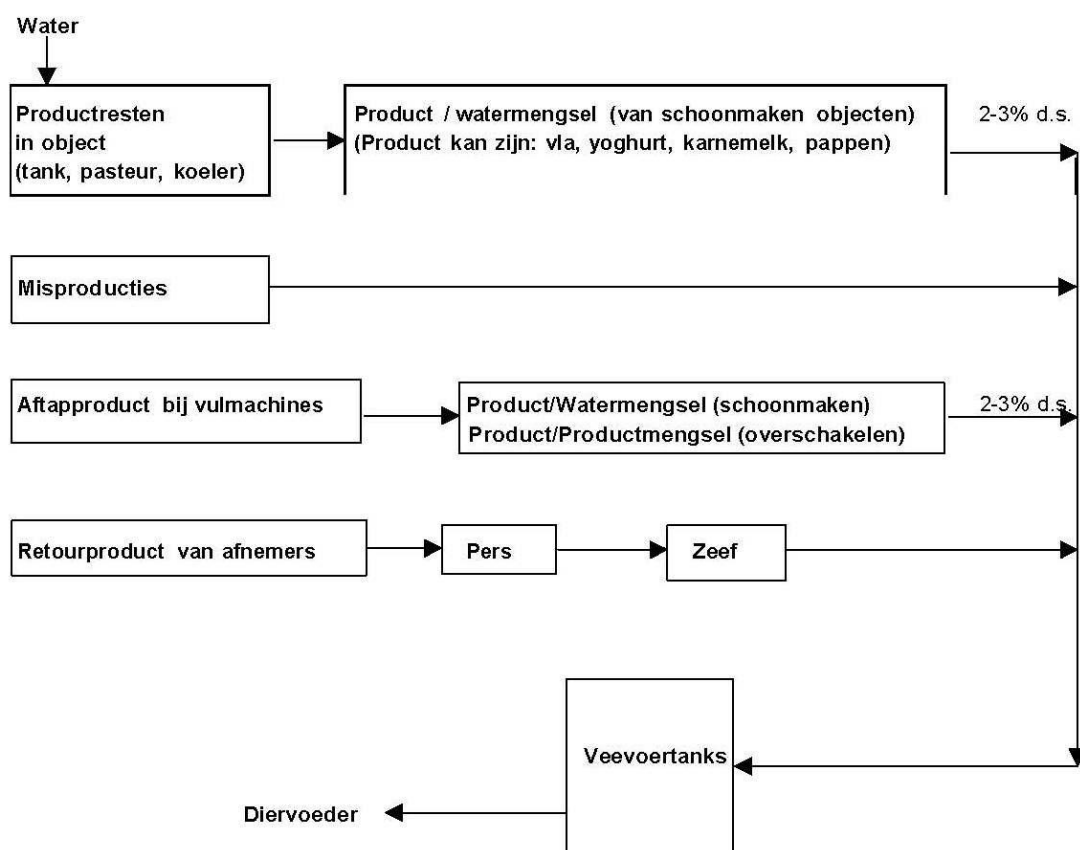 Water
Productresten
in object
(tank, pasteur, koeler)
Product / watermengsel (van schoonmaken objecten)
(Product kan zijn: vla, yoghurt, karnemelk, pappen)
2-3% d.s.
Misproducties
Aftapproduct bij vulmachines
Product/Watermengsel (schoonmaken)
Product/Productmengsel (overschakelen)
2-3% d.s.
Retourproduct van afnemers
Pers
Zeef
Veevoertanks
Diervoeder